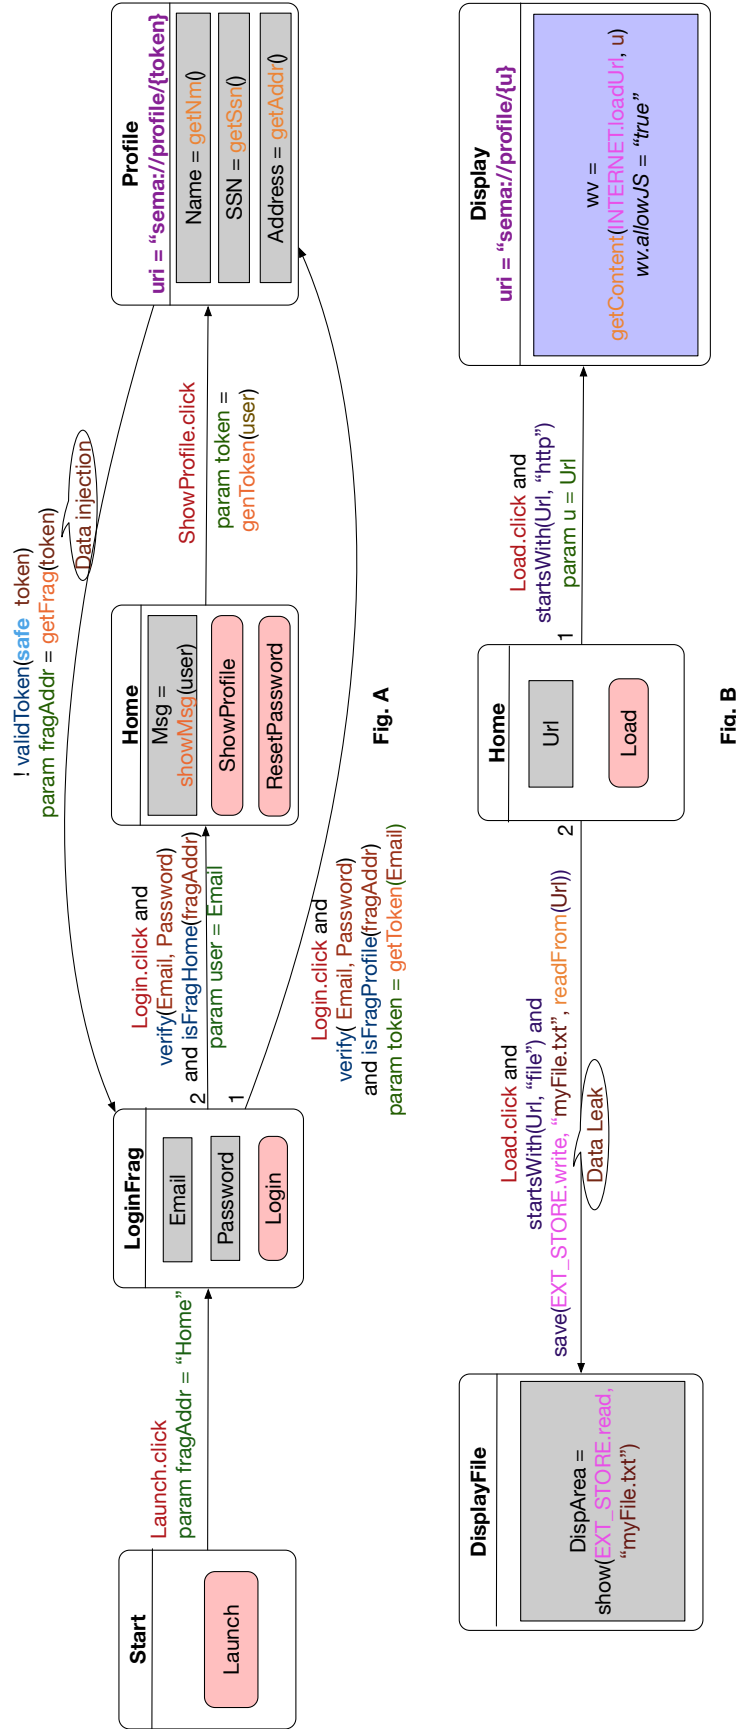 Start
Launch
Launch.click
param fragAddr = “Home”
LoginFrag
Email
Password
Login
2
1
Login.click and
verify(Email, Password)
and isFragHome(fragAddr)
param user = Email
Login.click and
verify( Email, Password)
and isFragProfile(fragAddr)
param token = getToken(Email)
! validToken(safe token)
param fragAddr = getFrag(token)
Data injection
Home
Msg =
showMsg(user)
ShowProfile
ResetPassword
ShowProfile.click
param token =
genToken(user)
Profile
uri = “sema://profile/{token}
Name = getNm()
SSN = getSsn()
Address = getAddr()
Fig. A
DisplayFile
DispArea =
show(EXT_STORE.read,
“myFile.txt”)
Load.click and
startsWith(Url, “file”) and
save(EXT_STORE.write, “myFile.txt”, readFrom(Url))
Data Leak
2
Home
Url
Load
1
Load.click and
startsWith(Url, “http”)
param u = Url
Display
uri = “sema://profile/{u}
wv =
getContent(INTERNET.loadUrl, u)
wv.allowJS = “true”
Fig. B